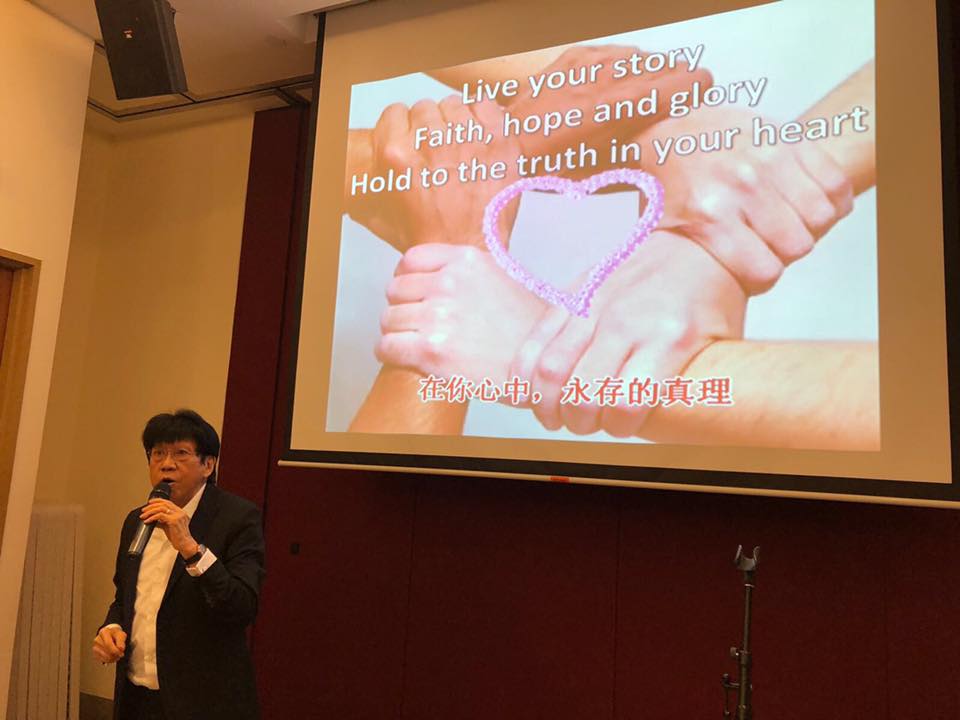 Live your story
Faith, hope and glory
Hold to the truth in your heart
在你心中，永存的真理